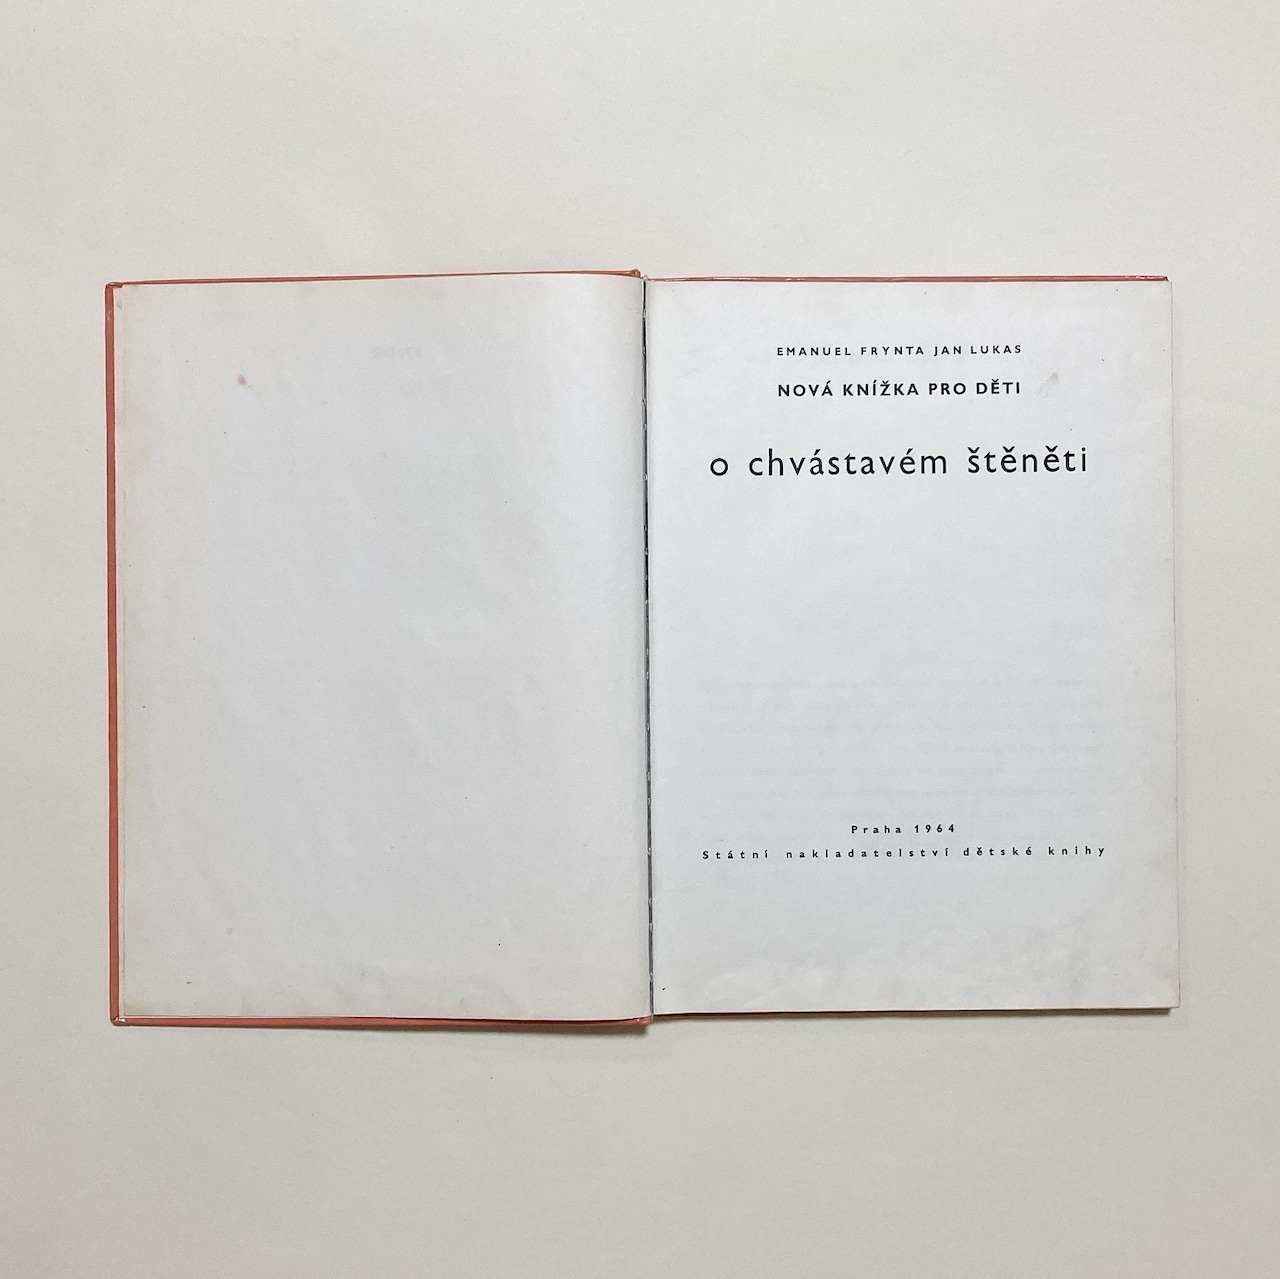 EMANUEL FRYNTA JAN LUKAS
NOVÁ KNÍŽKA PRO DĚTI
o chvástavém štěněti
Praha 1964
Státní nakladatelství dětské knihy